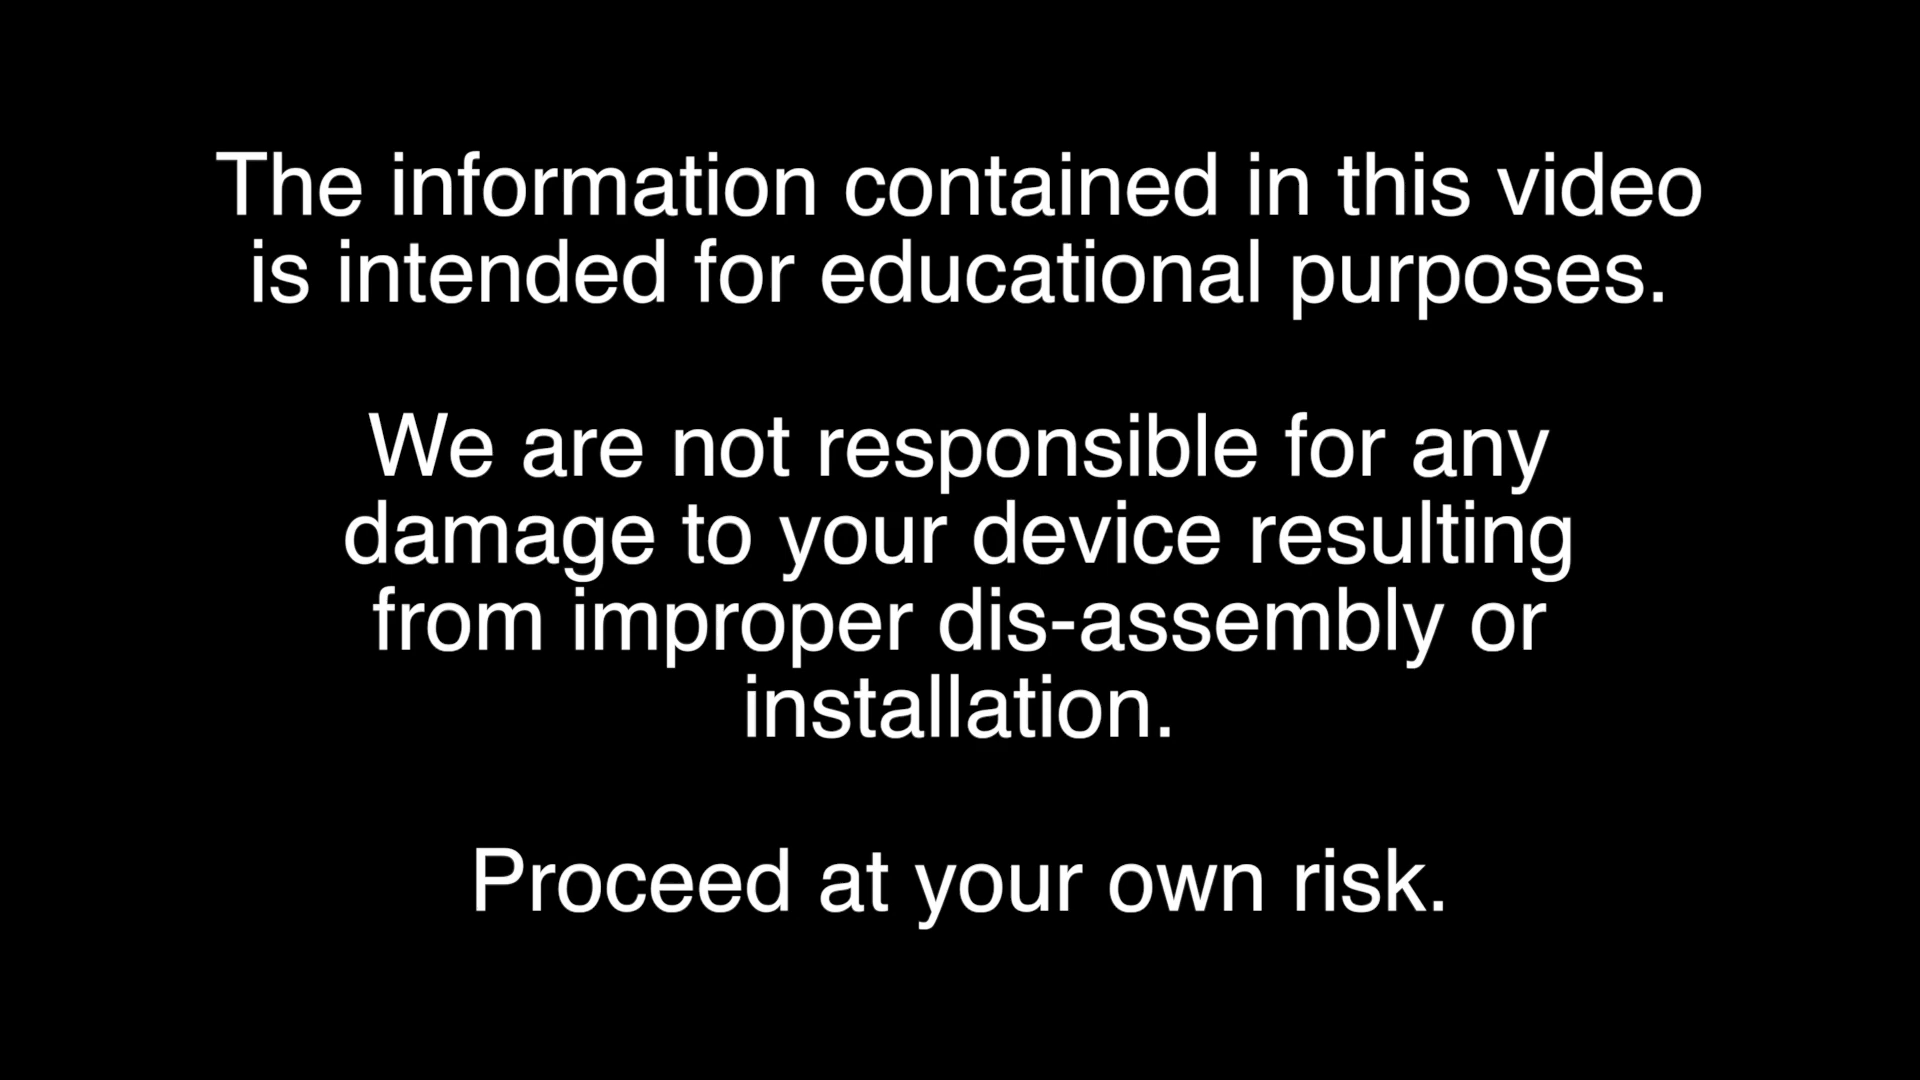 The information contained in this video
is intended for educational purposes.
We are not responsible for any
damage to your device resulting
from improper dis-assembly or
installation.
Proceed at your own risk.